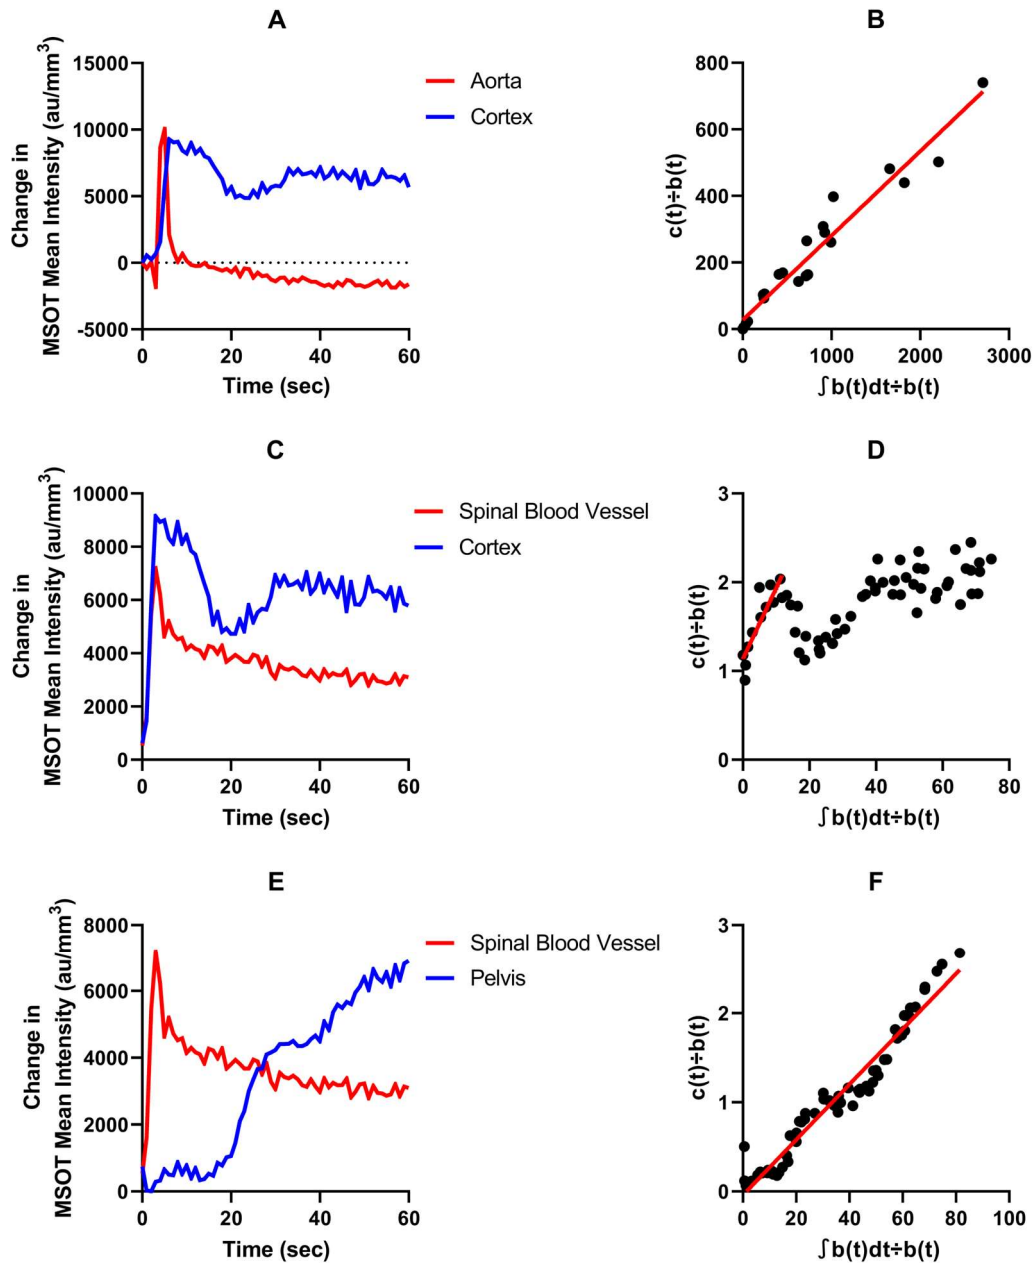 A
Change in
MSOT Mean Intensity (au/mm³)
15000
10000
5000
0
-5000
0
20
40
60
Time (sec)
Aorta
Cortex
B
c(t)÷b(t)
800
600
400
200
0
0
1000
2000
3000
∫b(t)dt÷b(t)
C
Change in
MSOT Mean Intensity (au/mm³)
10000
8000
6000
4000
2000
0
0
20
40
60
Time (sec)
Spinal Blood Vessel
Cortex
D
c(t)÷b(t)
3
2
1
0
0
20
40
60
80
∫b(t)dt÷b(t)
E
Change in
MSOT Mean Intensity (au/mm³)
8000
6000
4000
2000
0
0
20
40
60
Time (sec)
Spinal Blood Vessel
Pelvis
F
c(t)÷b(t)
3
2
1
0
0
20
40
60
80
100
∫b(t)dt÷b(t)